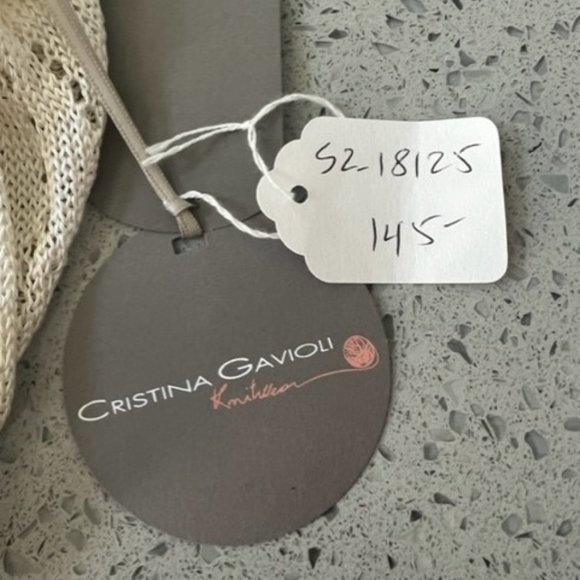 S2-18125
145-
CRISTINA GAVIOLI
Knitwear